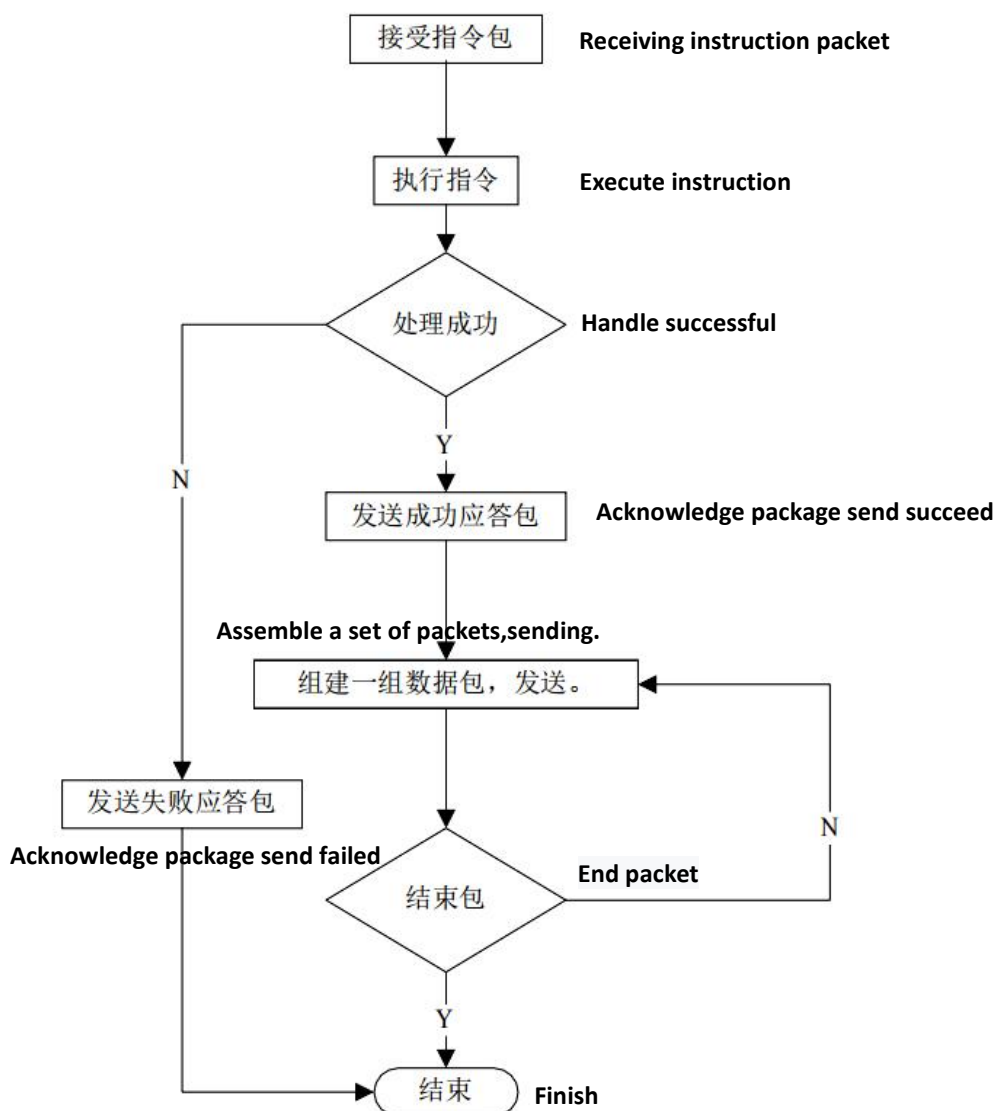 接受指令包
Receiving instruction packet
执行指令
Execute instruction
处理成功
Handle successful
Y
N
发送成功应答包
Acknowledge package send succeed
Assemble a set of packets,sending.
组建一组数据包，发送。
发送失败应答包
Acknowledge package send failed
N
结束包
End packet
Y
结束
Finish